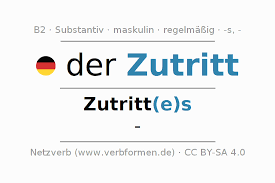 B2 · Substantiv · maskulin · regelmäßig · -s, -
der Zutritt
Zutritt(e)s
-
Netzverb (www.verbformen.de) · CC BY-SA 4.0